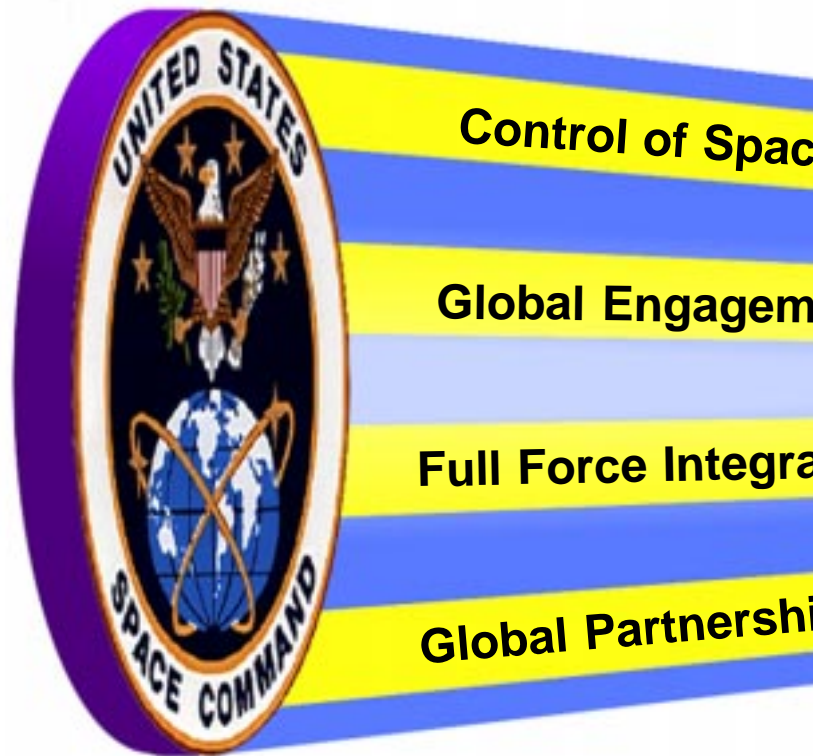 UNITED STATES
SPACE COMMAND
Control of Spac
Global Engagem
Full Force Integra
Global Partnershi